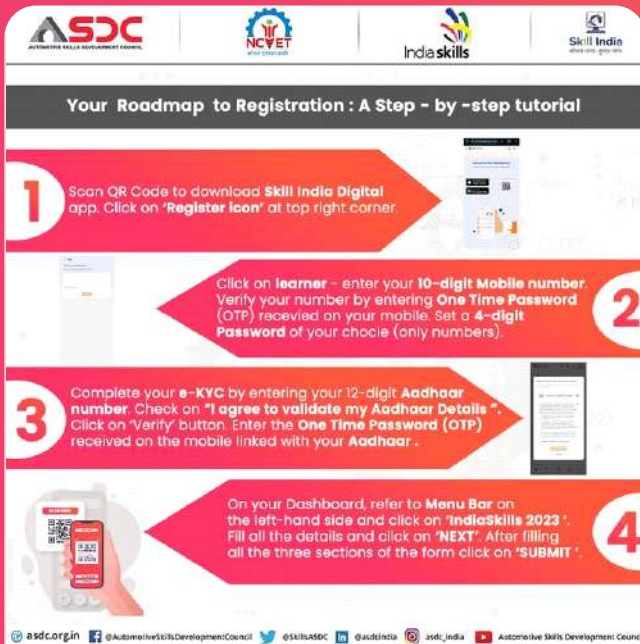 ASDC
AUTOMOTIVE SKILLS DEVELOPMENT COUNCIL
NCVET
India skills
Skill India
Your Roadmap to Registration : A Step - by -step tutorial
1
Scan QR Code to download Skill India Digital
app. Click on ‘Register icon’ at top right corner.
Click on learner - enter your 10-digit Mobile number.
Verify your number by entering One Time Password
(OTP) recevied on your mobile. Set a 4-digit
Password of your chocie (only numbers).
2
3
Complete your e-KYC by entering your 12-digit Aadhaar
number. Check on "I agree to validate my Aadhaar Details ".
Click on ‘Verify’ button. Enter the One Time Password (OTP)
received on the mobile linked with your Aadhaar .
On your Dashboard, refer to Menu Bar on
the left-hand side and click on ‘IndiaSkills 2023 ’.
Fill all the details and click on ‘NEXT’. After filling
all the three sections of the form click on ‘SUBMIT ’.
4
asdc.org.in @AutomotiveSkillsDevelopmentCouncil @SkillsASDC @asdcindia asdc_india Automotive Skills Development Council